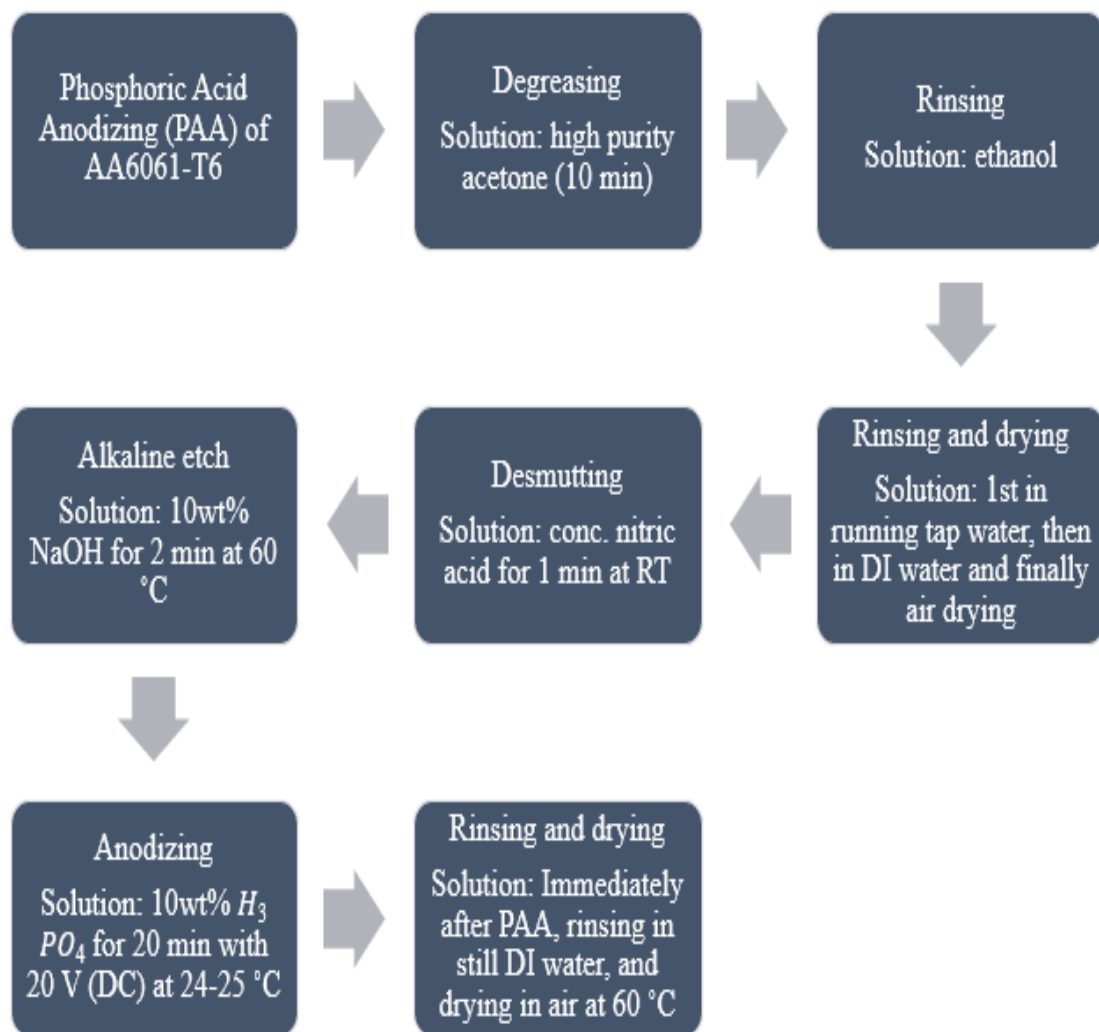 Phosphoric Acid
Anodizing (PAA) of
AA6061-T6
Degreasing
Solution: high purity
acetone (10 min)
Rinsing
Solution: ethanol
Rinsing and drying
Solution: 1st in
running tap water, then
in DI water and finally
air drying
Desmutting
Solution: conc. nitric
acid for 1 min at RT
Alkaline etch
Solution: 10wt%
NaOH for 2 min at 60
˚C
Anodizing
Solution: 10wt% H₃
PO₄ for 20 min with
20 V (DC) at 24-25 ˚C
Rinsing and drying
Solution: Immediately
after PAA, rinsing in
still DI water, and
drying in air at 60 ˚C